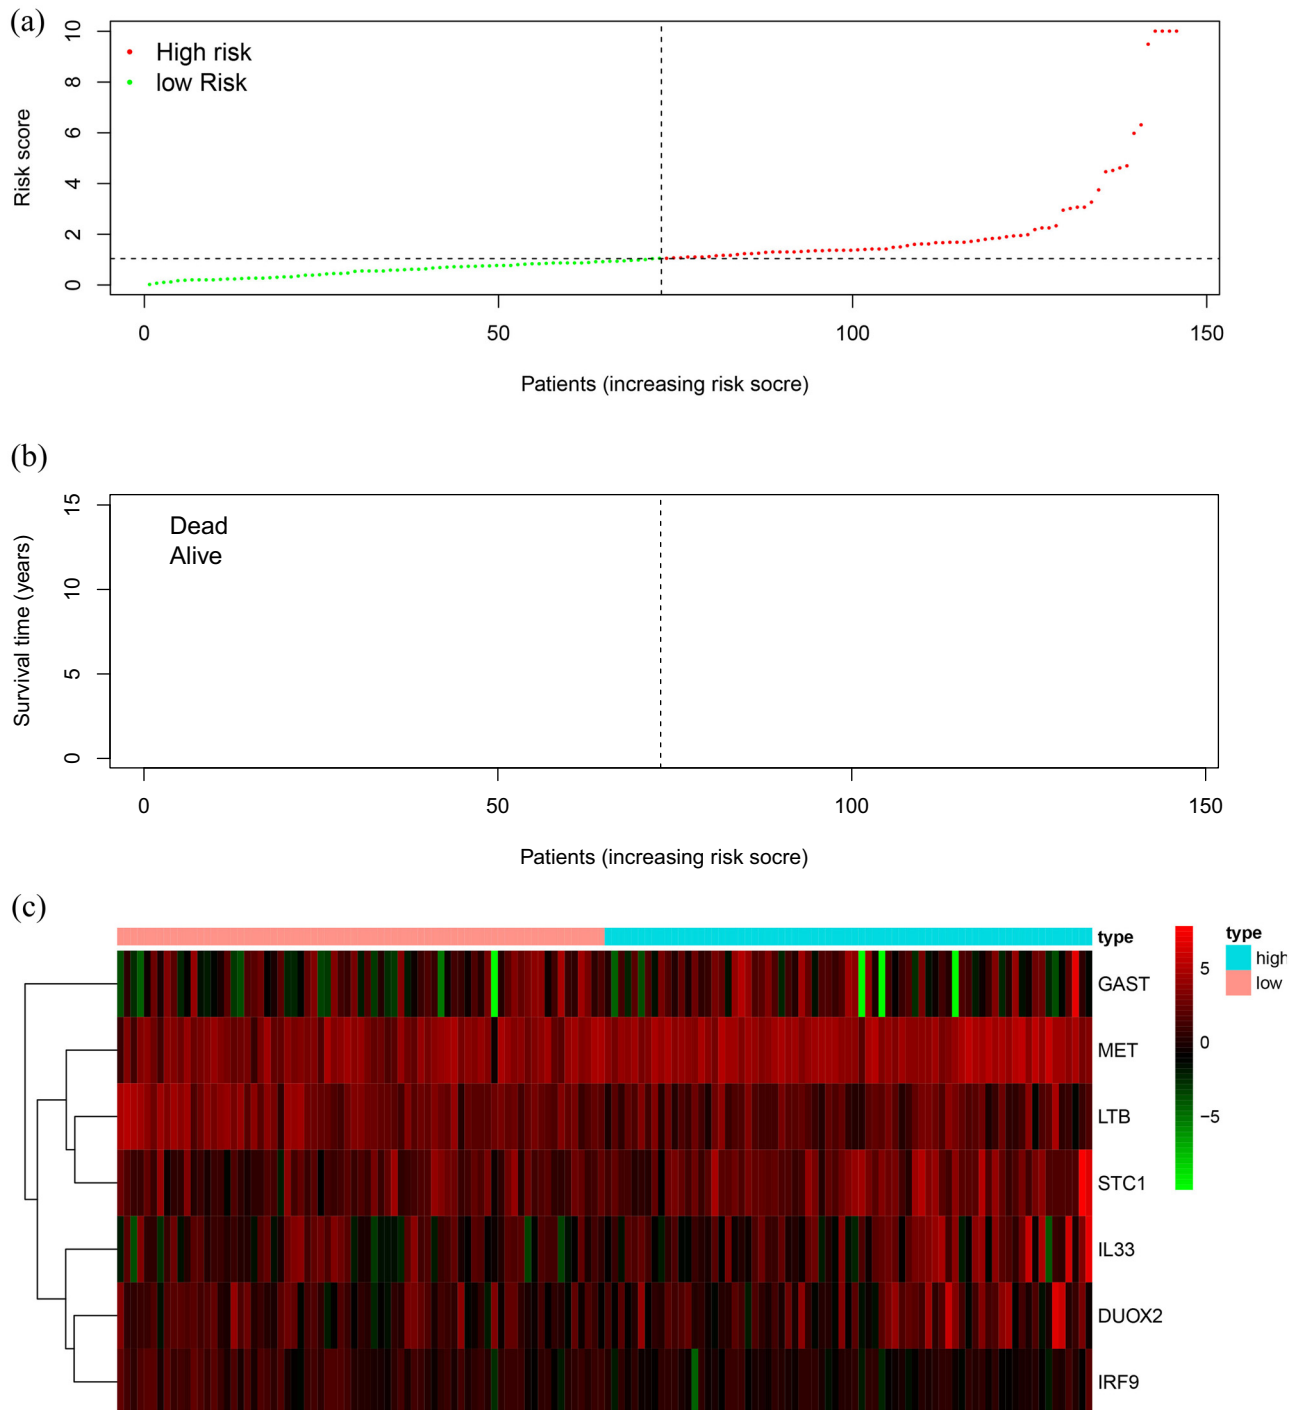 (a)
10
8
6
4
2
0
Risk score
High risk
low Risk
0 50 100 150
Patients (increasing risk socre)
(b)
15
10
5
0
Survival time (years)
Dead
Alive
0 50 100 150
Patients (increasing risk socre)
(c)
type
GAST
MET
LTB
STC1
IL33
DUOX2
IRF9
5
0
−5
type
high
low